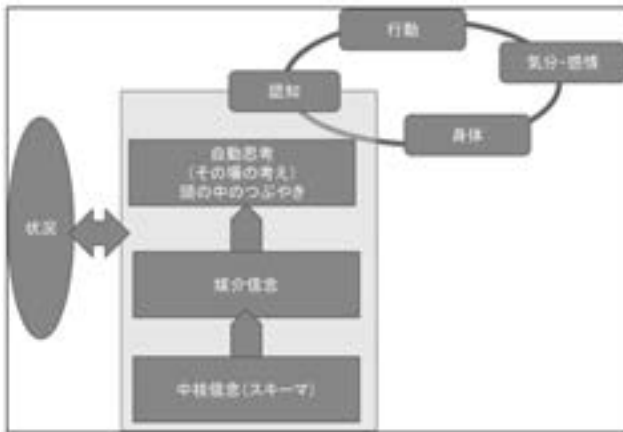 行動
気分・感情
認知
身体
自動思考
(その場の考え)
頭の中のつぶやき
状況
媒介信念
中核信念(スキーマ)